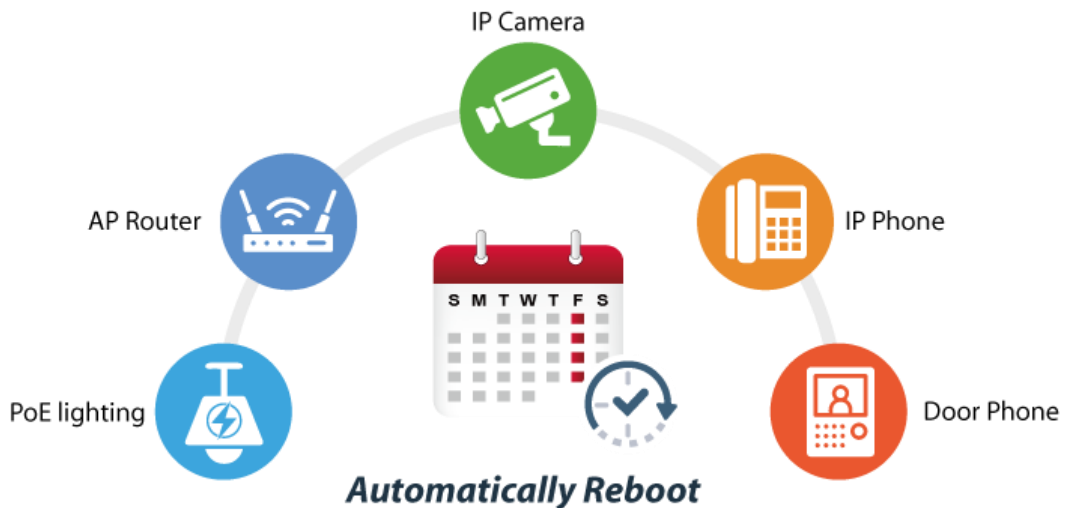 IP Camera
AP Router
IP Phone
S M T W T F S
PoE lighting
Door Phone
Automatically Reboot